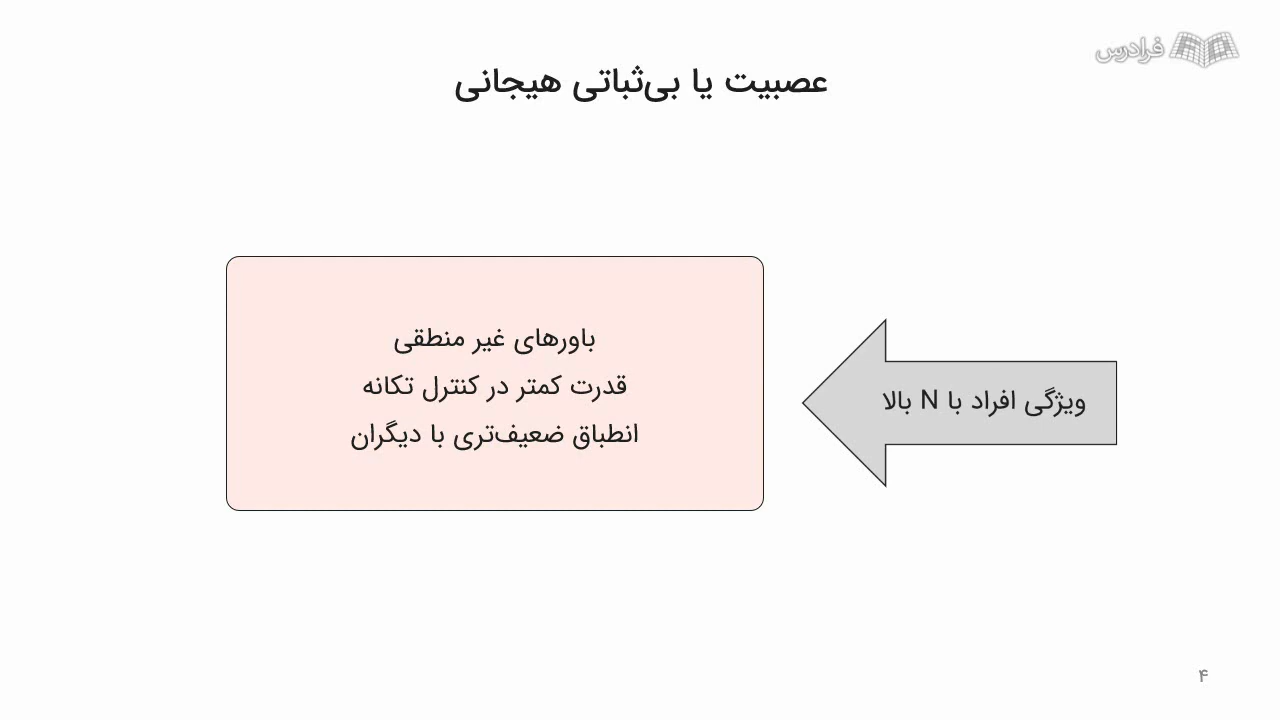 فرادرس
عصبیت یا بی‌ثباتی هیجانی
ویژگی افراد با N بالا
باورهای غیر منطقی
قدرت کمتر در کنترل تکانه
انطباق ضعیف‌تری با دیگران
۴